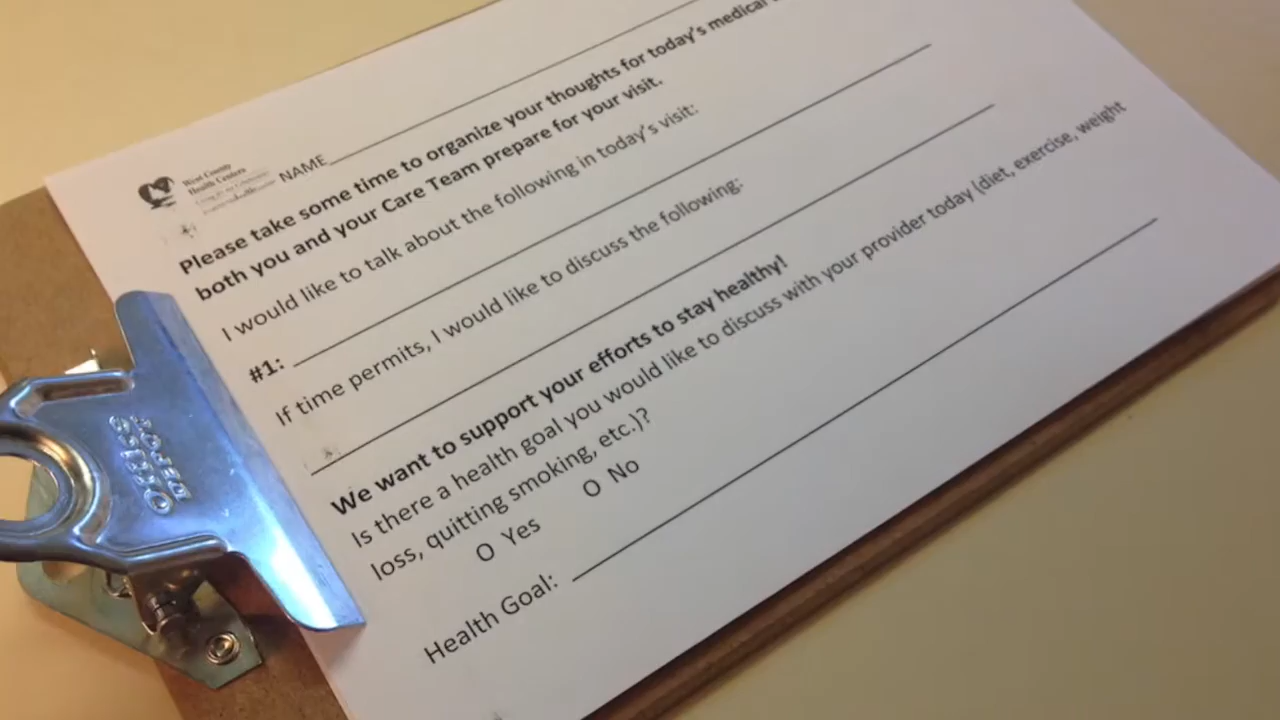 West County
Health Centers
NAME
Please take some time to organize your thoughts for today's medical
both you and your Care Team prepare for your visit.
I would like to talk about the following in today's visit:
#1:
If time permits, I would like to discuss the following:
We want to support your efforts to stay healthy!
Is there a health goal you would like to discuss with your provider today (diet, exercise, weight
loss, quitting smoking, etc.)?
O Yes O No
Health Goal:
Office
DEPOT